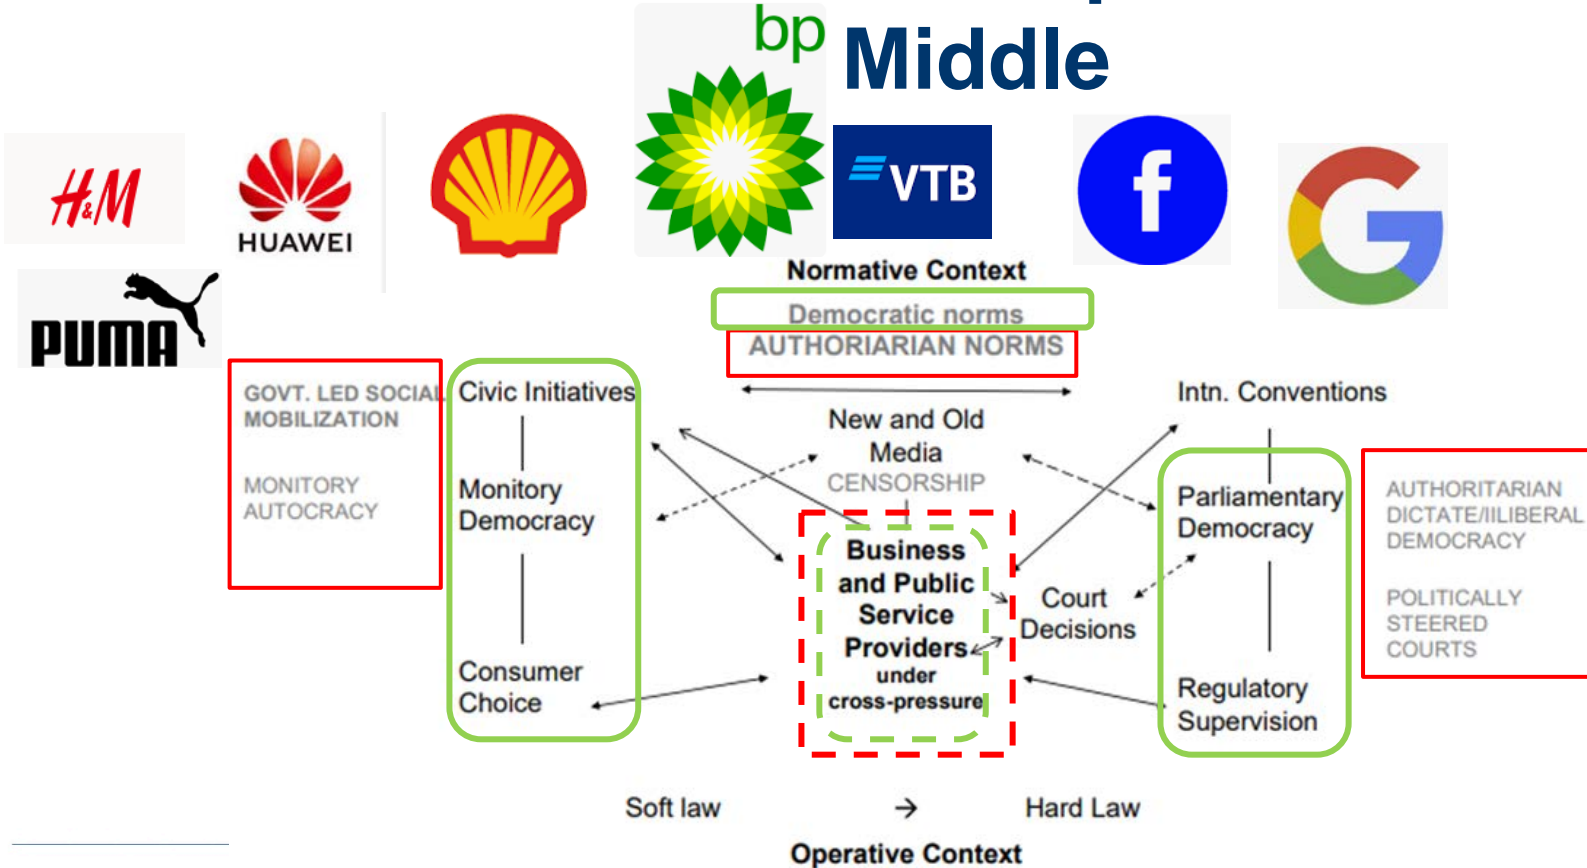 Middle
bp
H&M
HUAWEI
VTB
f
G
PUMA
Normative Context
Democratic norms
AUTHORIARIAN NORMS
GOVT. LED SOCIAL
MOBILIZATION
MONITORY
AUTOCRACY
Civic Initiatives
Monitory
Democracy
Consumer
Choice
New and Old
Media
CENSORSHIP
Business
and Public
Service
Providers
under
cross-pressure
Court
Decisions
Intn. Conventions
Parliamentary
Democracy
Regulatory
Supervision
AUTHORITARIAN
DICTATE/IILIBERAL
DEMOCRACY
POLITICALLY
STEERED
COURTS
Soft law → Hard Law
Operative Context